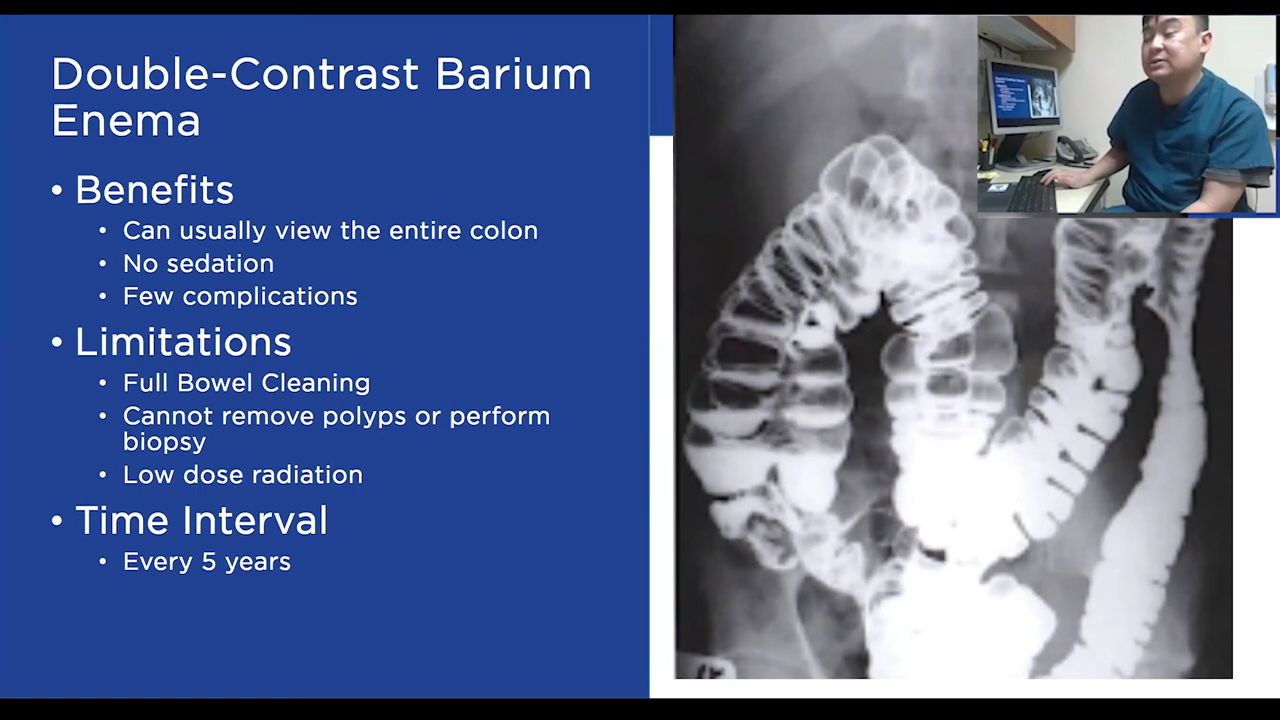 Double-Contrast Barium
Enema
• Benefits
• Can usually view the entire colon
• No sedation
• Few complications
• Limitations
• Full Bowel Cleaning
• Cannot remove polyps or perform
biopsy
• Low dose radiation
• Time Interval
• Every 5 years